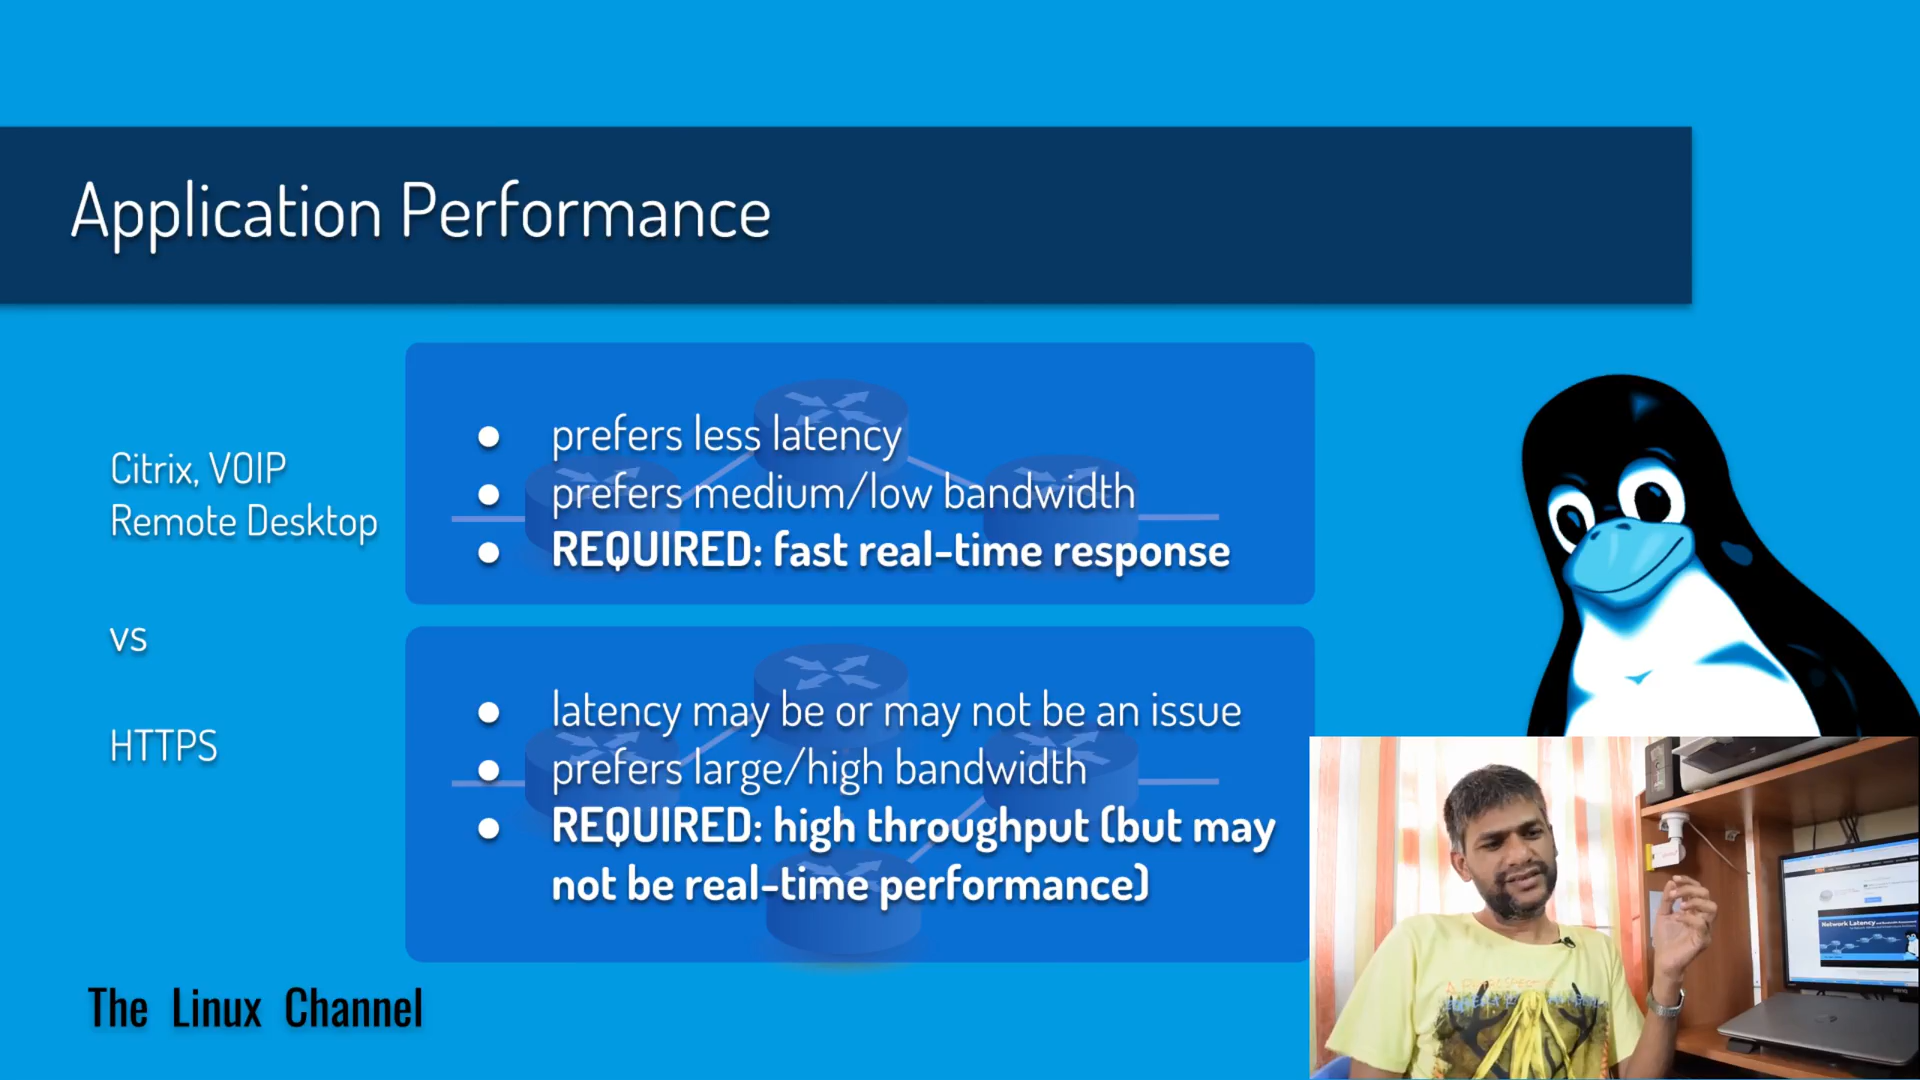 Application Performance
Citrix, VOIP
Remote Desktop
● prefers less latency
● prefers medium/low bandwidth
● REQUIRED: fast real-time response
vs
HTTPS
● latency may be or may not be an issue
● prefers large/high bandwidth
● REQUIRED: high throughput (but may
not be real-time performance)
The Linux Channel
Network Latency